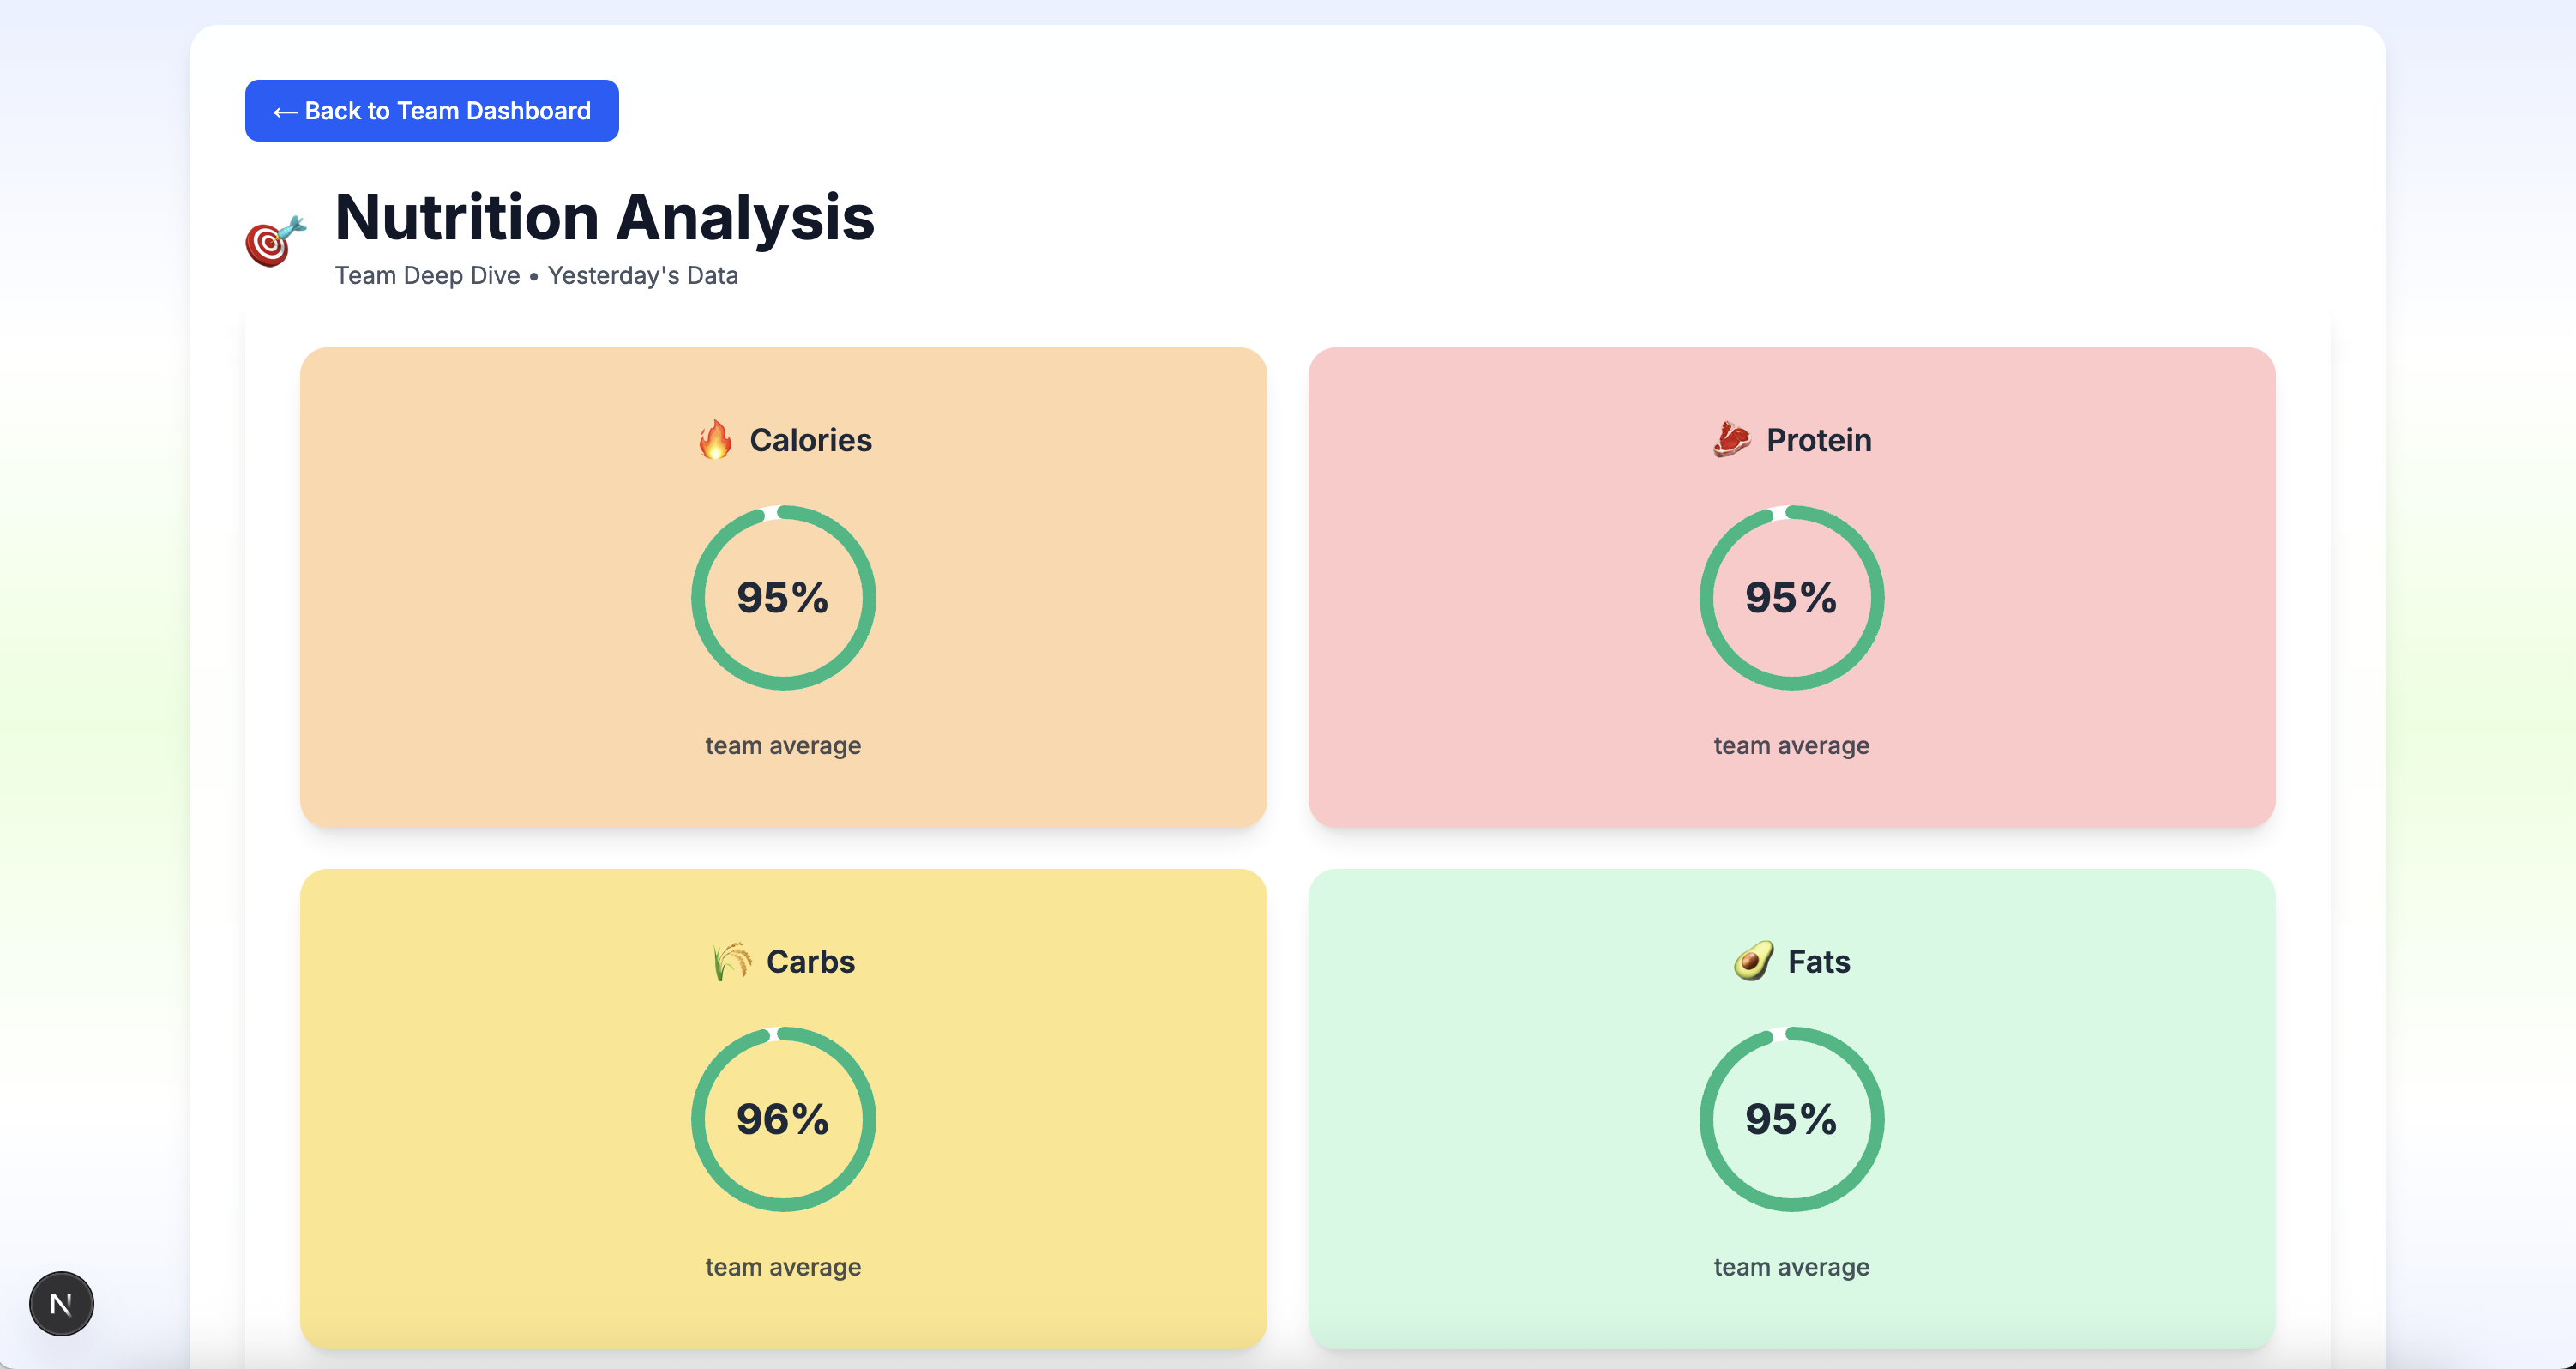 ← Back to Team Dashboard
Nutrition Analysis
Team Deep Dive • Yesterday's Data
Calories
Protein
95%
95%
team average
team average
Carbs
Fats
96%
95%
team average
team average
N